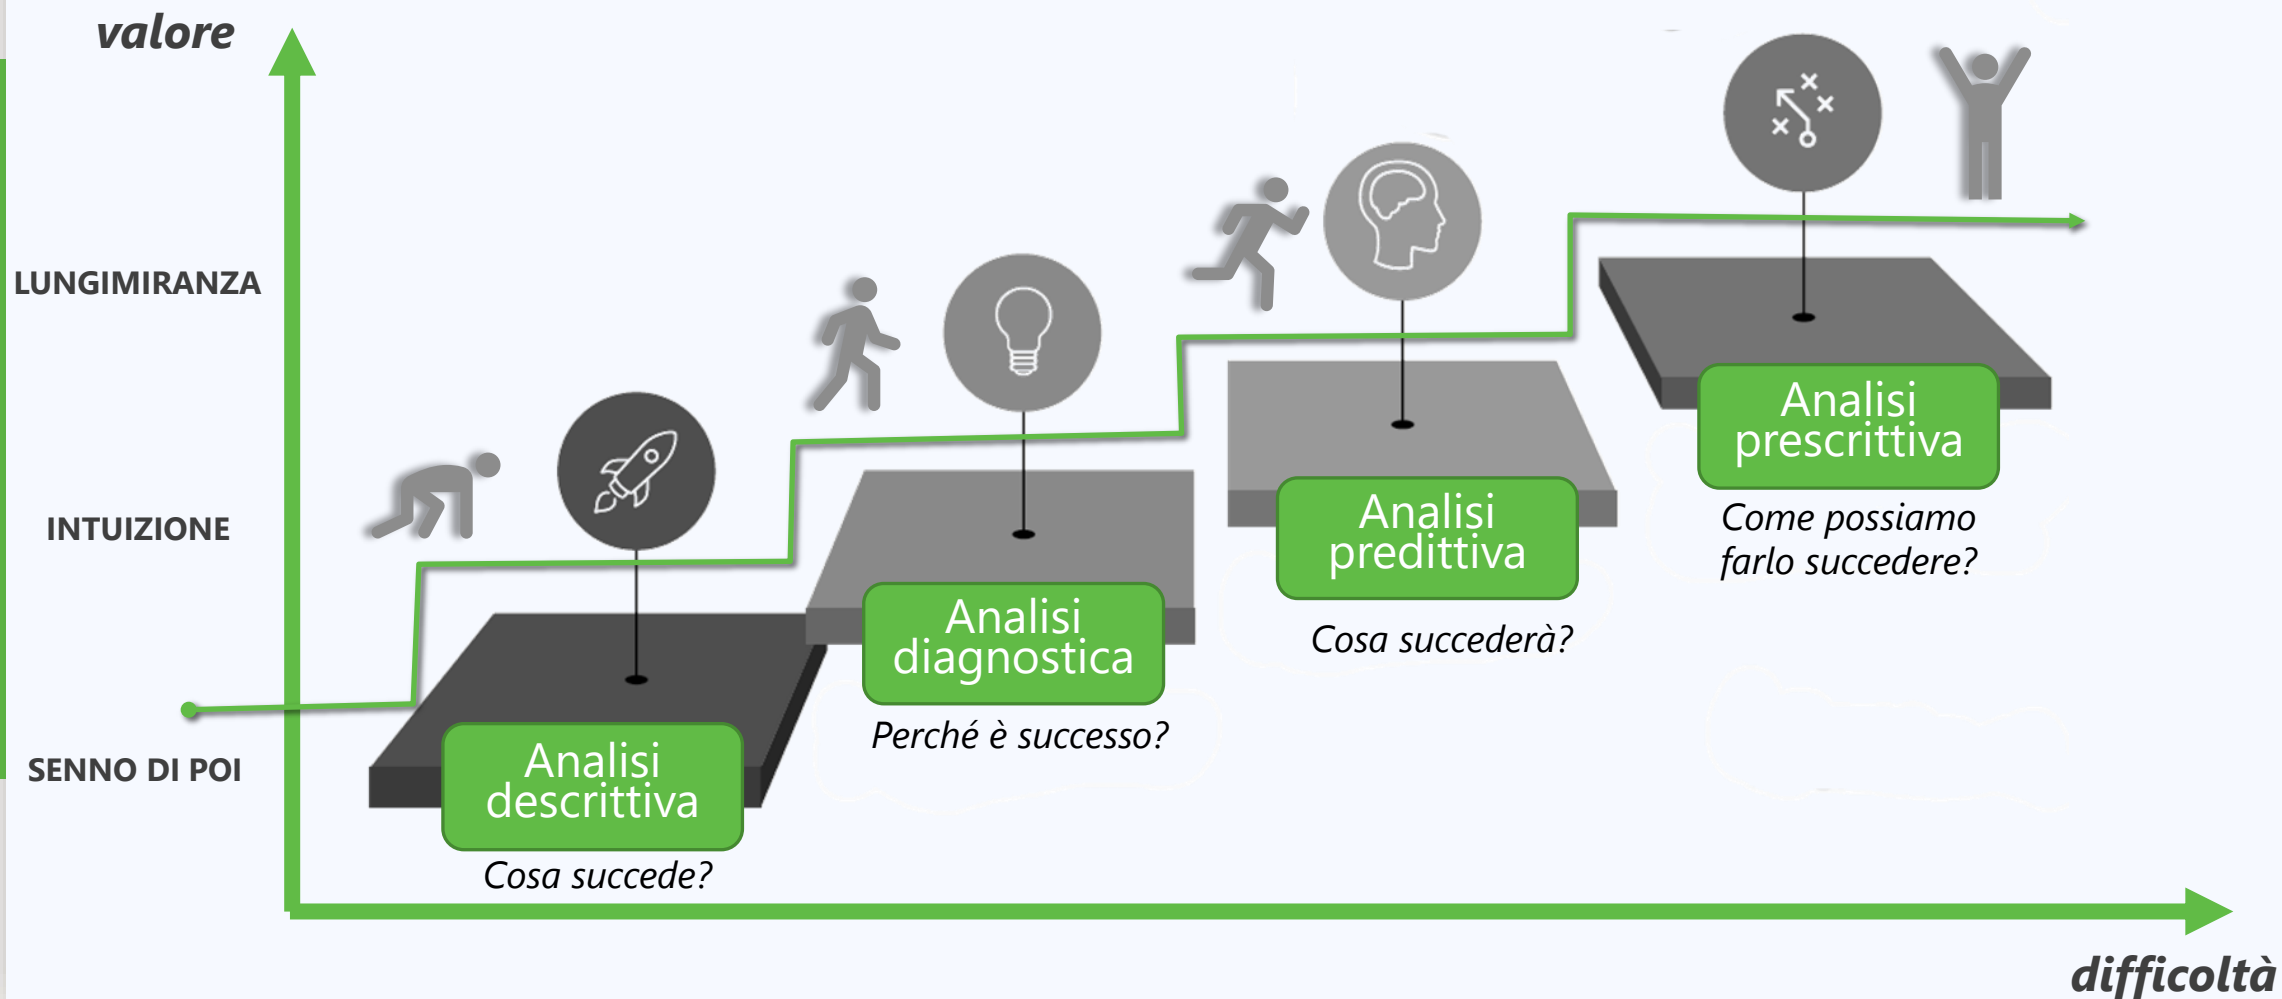 valore
LUNGIMIRANZA
INTUIZIONE
SENNO DI POI
Analisi
descrittiva
Cosa succede?
Analisi
diagnostica
Perché è successo?
Analisi
predittiva
Cosa succederà?
Analisi
prescrittiva
Come possiamo
farlo succedere?
difficoltà